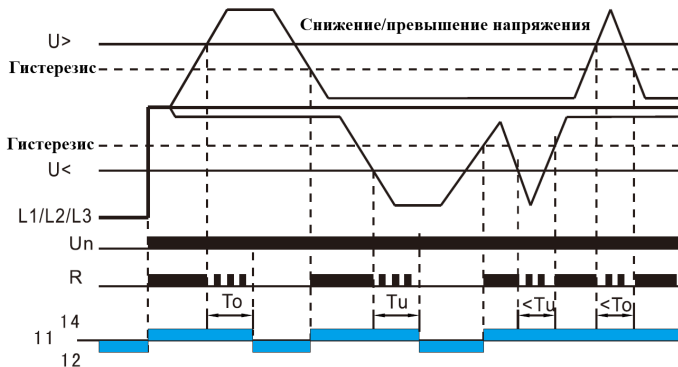 Снижение/превышение напряжения
U>
Гистерезис
Гистерезис
U<
L1/L2/L3
Un
R
To
Tu
<Tu
<To
14
11
12